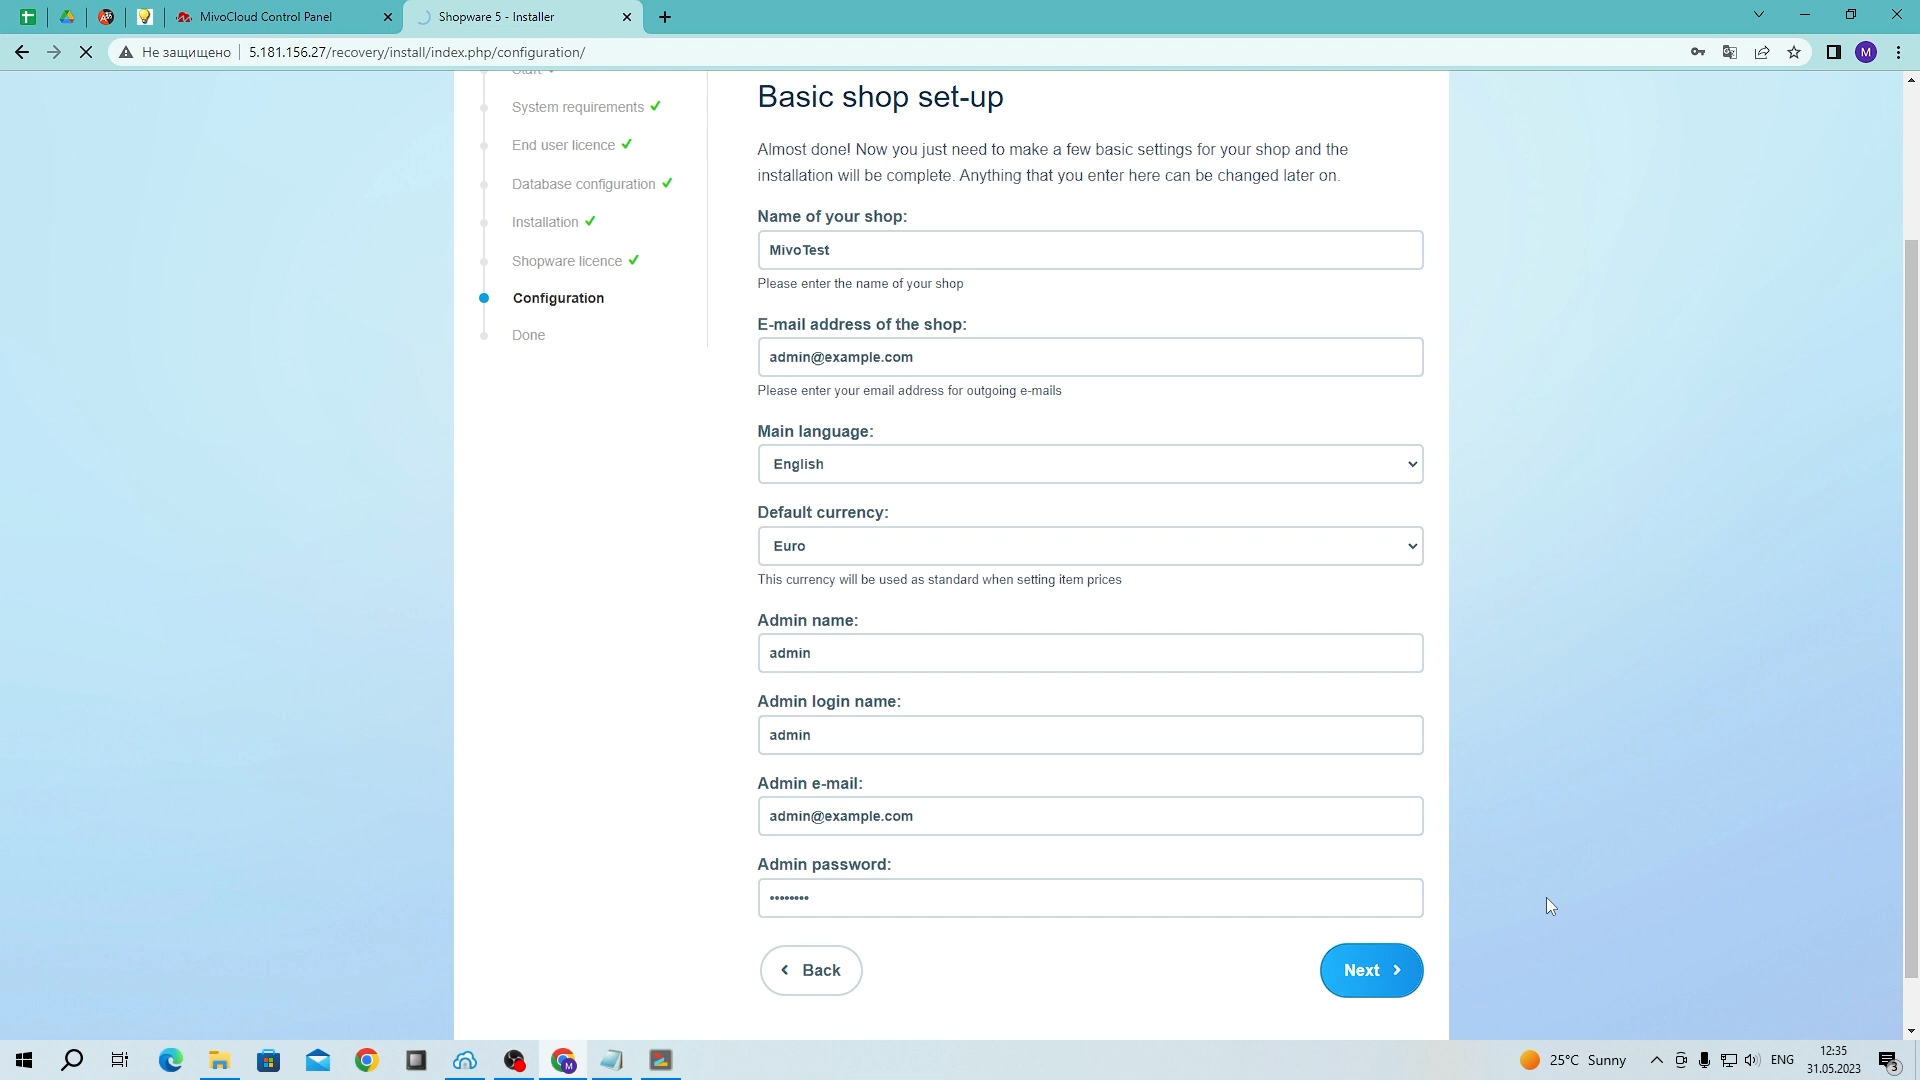 MivoCloud Control Panel
Shopware 5 - Installer
Не защищено
5.181.156.27/recovery/install/index.php/configuration/
M
Start
System requirements
End user licence
Database configuration
Installation
Shopware licence
Configuration
Done
Basic shop set-up
Almost done! Now you just need to make a few basic settings for your shop and the
installation will be complete. Anything that you enter here can be changed later on.
Name of your shop:
MivoTest
Please enter the name of your shop
E-mail address of the shop:
admin@example.com
Please enter your email address for outgoing e-mails
Main language:
English
Default currency:
Euro
This currency will be used as standard when setting item prices
Admin name:
admin
Admin login name:
admin
Admin e-mail:
admin@example.com
Admin password:
••••••••
Back
Next
M
25°C Sunny
ENG
12:35
31.05.2023
3